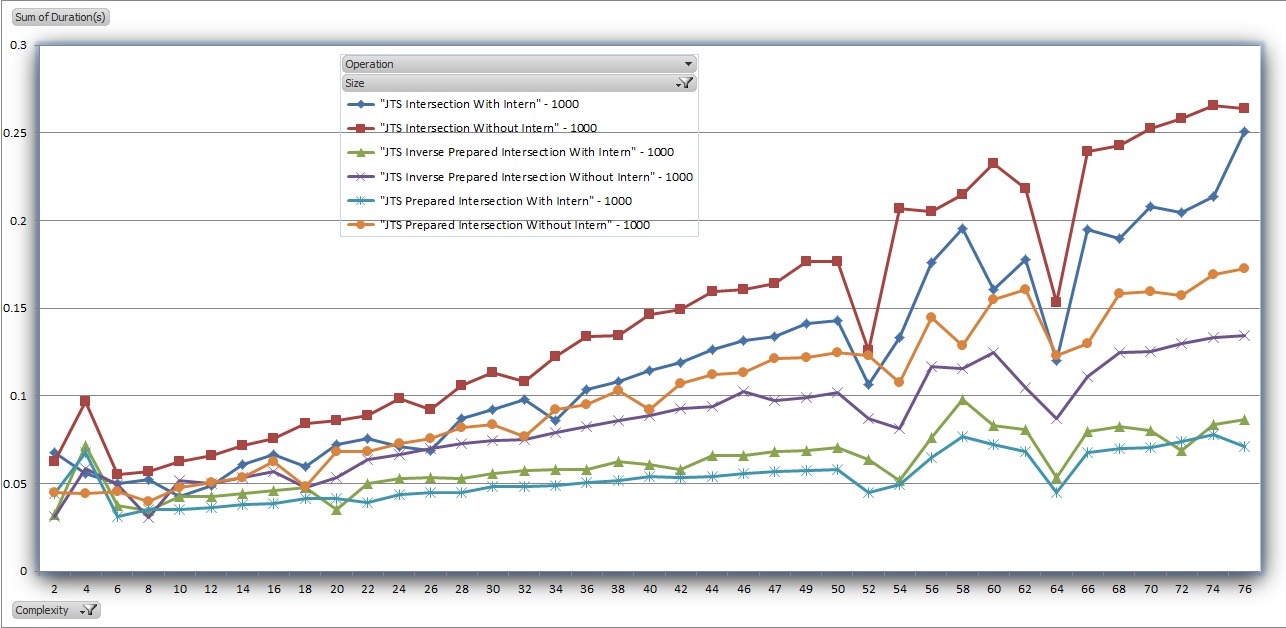 Sum of Duration(s)
0.3
0.25
0.2
0.15
0.1
0.05
0
Operation
Size
"JTS Intersection With Intern" - 1000
"JTS Intersection Without Intern" - 1000
"JTS Inverse Prepared Intersection With Intern" - 1000
"JTS Inverse Prepared Intersection Without Intern" - 1000
"JTS Prepared Intersection With Intern" - 1000
"JTS Prepared Intersection Without Intern" - 1000
2 4 6 8 10 12 14 16 18 20 22 24 26 28 30 32 34 36 38 40 42 44 46 47 49 50 52 54 56 58 60 62 64 66 68 70 72 74 76
Complexity